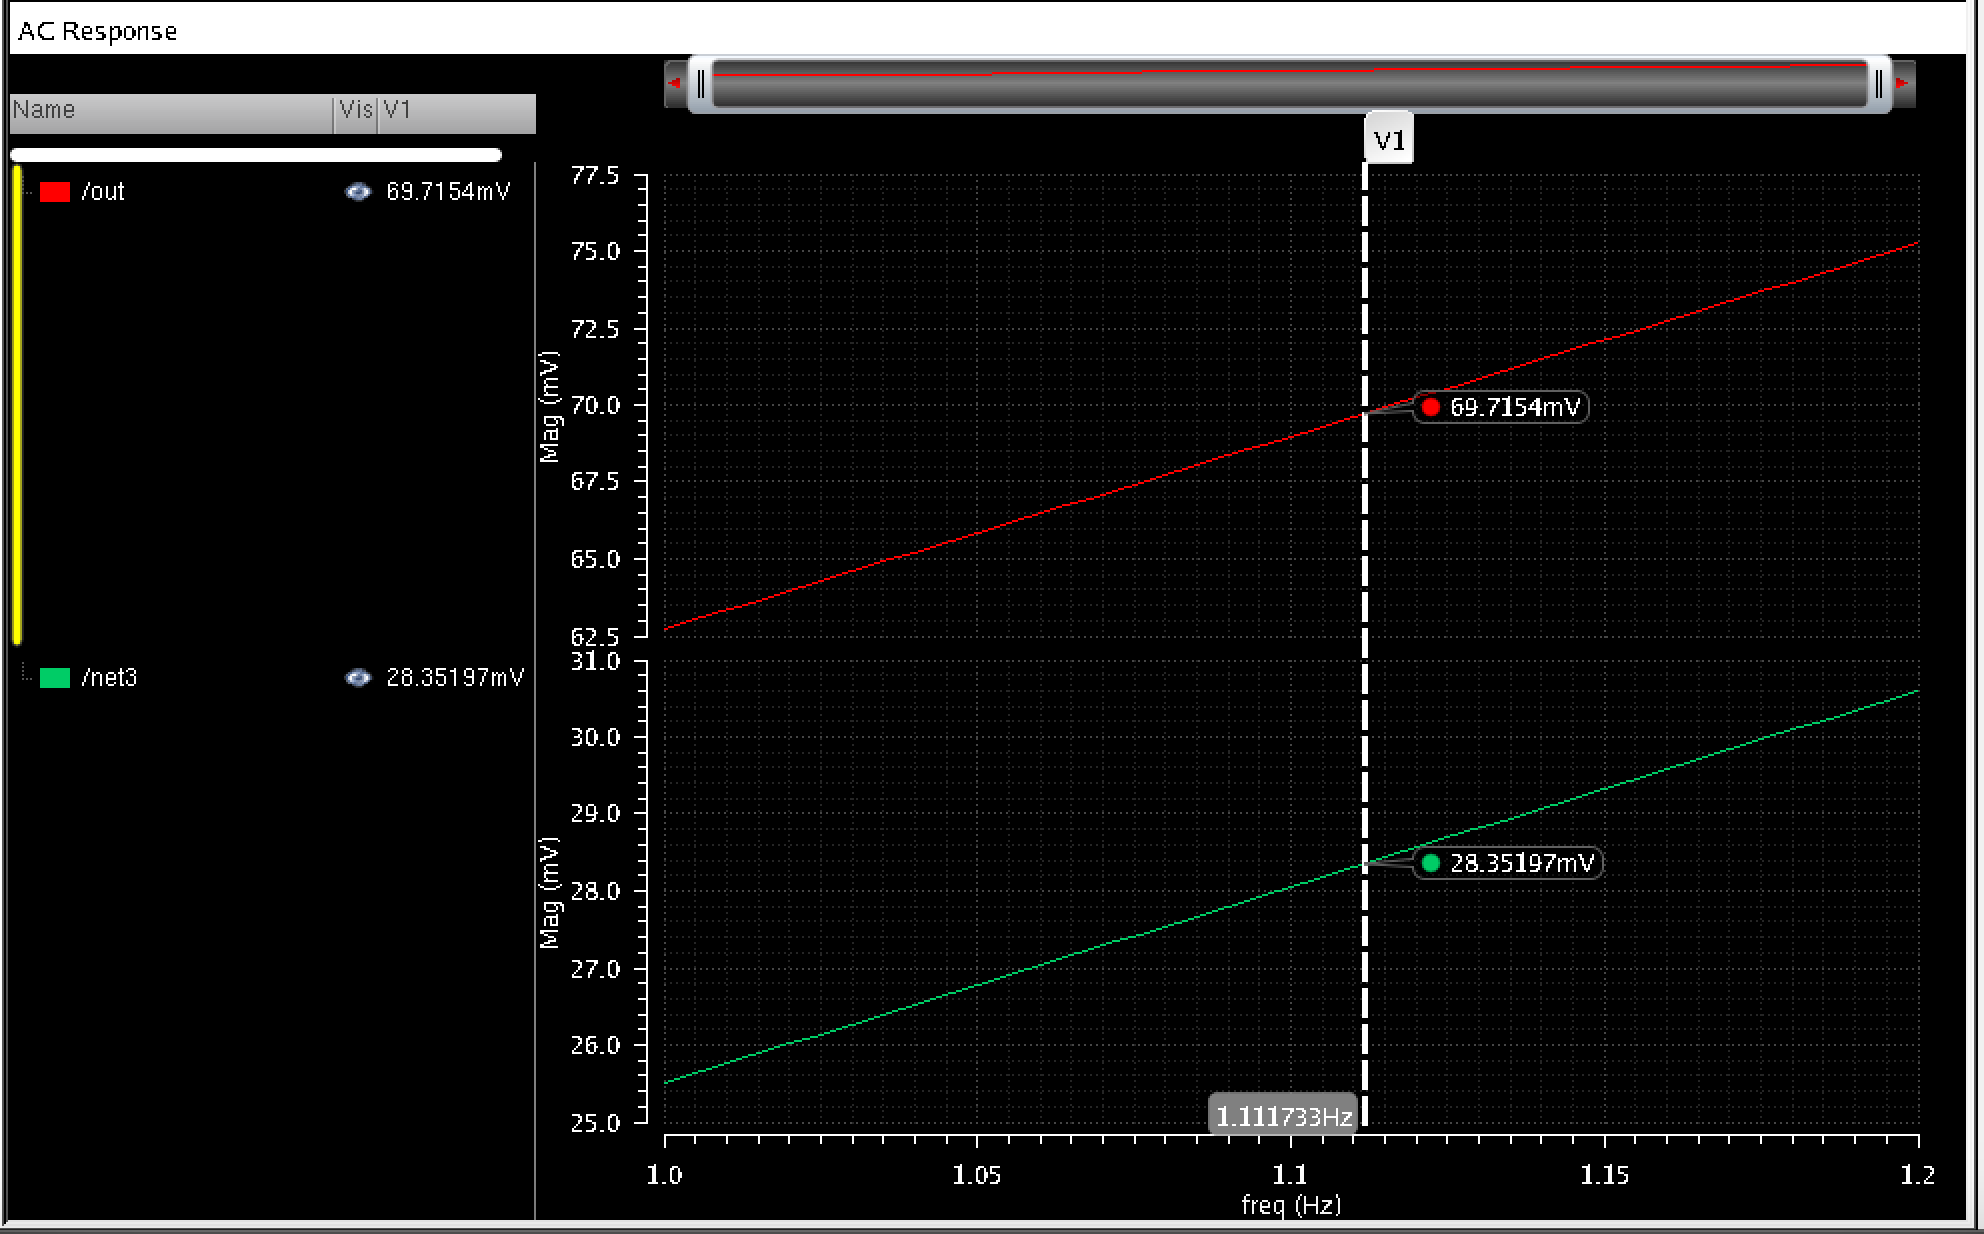 AC Response
Name Vis V1
/out 69.7154mV
/net3 28.35197mV
V1
77.5
75.0
72.5
70.0
67.5
65.0
62.5
Mag (mV)
69.7154mV
31.0
30.0
29.0
28.0
27.0
26.0
25.0
Mag (mV)
28.35197mV
1.111733Hz
1.0 1.05 1.1 1.15 1.2
freq (Hz)